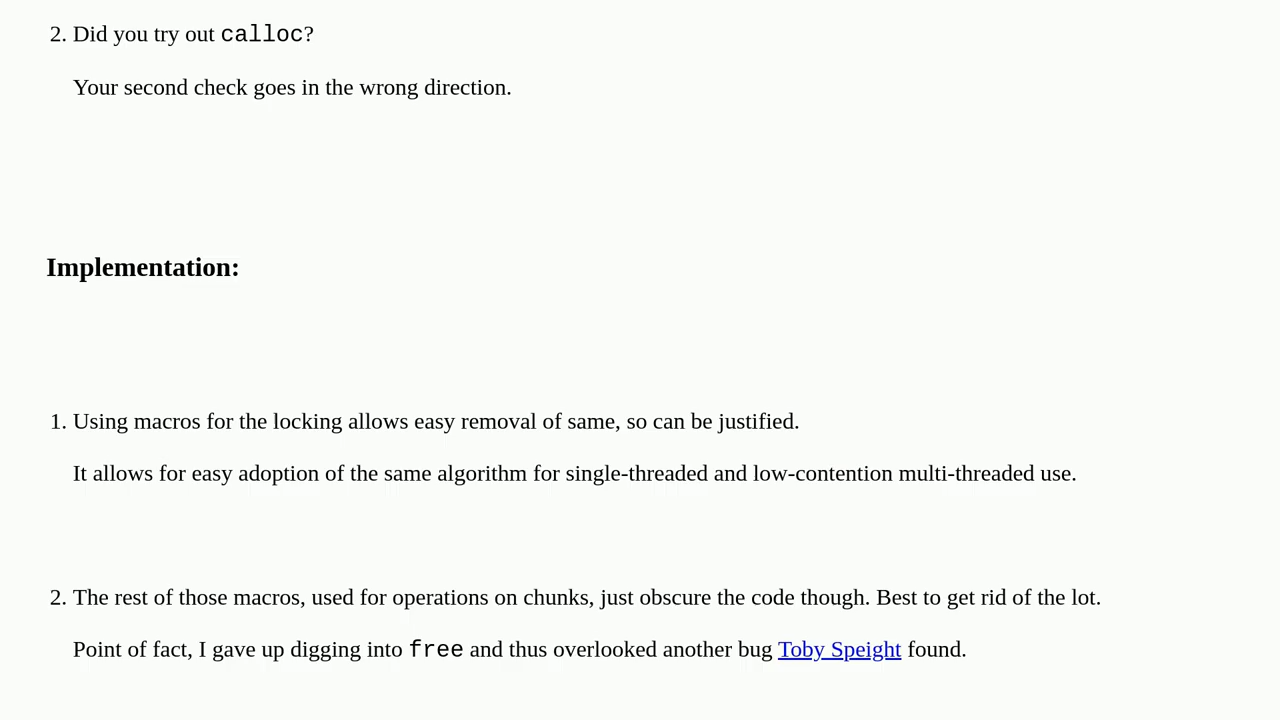 2. Did you try out calloc?
Your second check goes in the wrong direction.
Implementation:
1. Using macros for the locking allows easy removal of same, so can be justified.
It allows for easy adoption of the same algorithm for single-threaded and low-contention multi-threaded use.
2. The rest of those macros, used for operations on chunks, just obscure the code though. Best to get rid of the lot.
Point of fact, I gave up digging into free and thus overlooked another bug Toby Speight found.